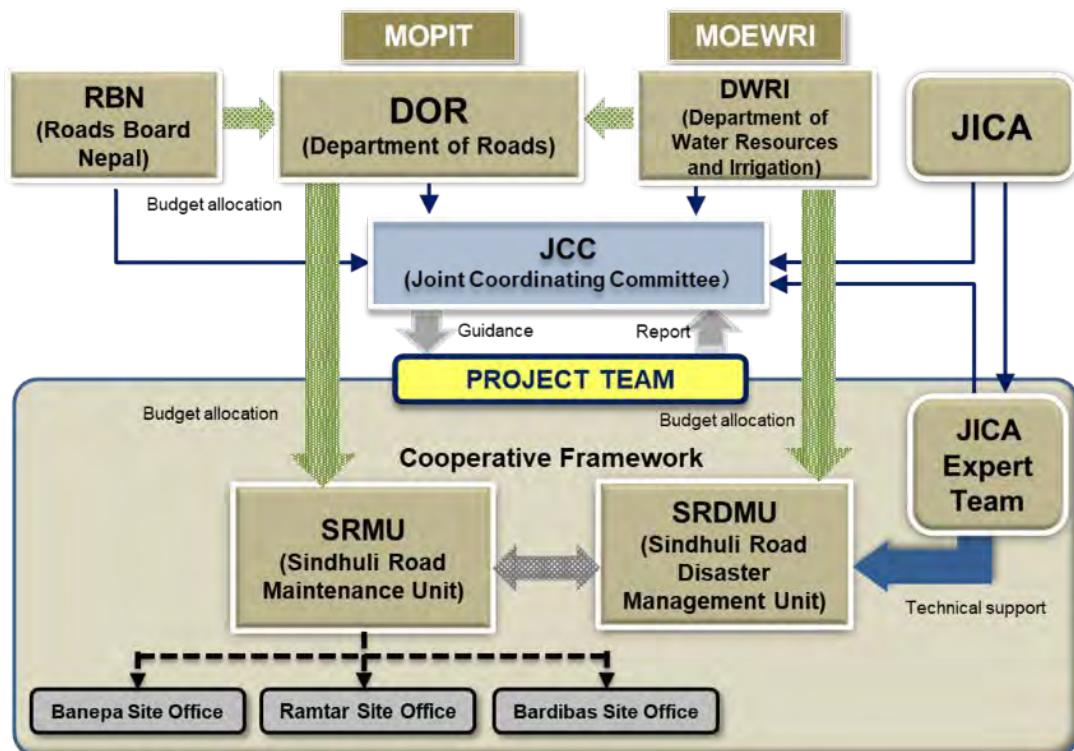 MOPIT
MOEWRI
RBN
(Roads Board
Nepal)
DOR
(Department of Roads)
DWRI
(Department of
Water Resources
and Irrigation)
JICA
Budget allocation
JCC
(Joint Coordinating Committee)
Guidance
Report
PROJECT TEAM
Budget allocation
Budget allocation
Cooperative Framework
JICA
Expert
Team
SRMU
(Sindhuli Road
Maintenance Unit)
SRDMU
(Sindhuli Road
Disaster
Management Unit)
Technical support
Banepa Site Office
Ramtar Site Office
Bardibas Site Office